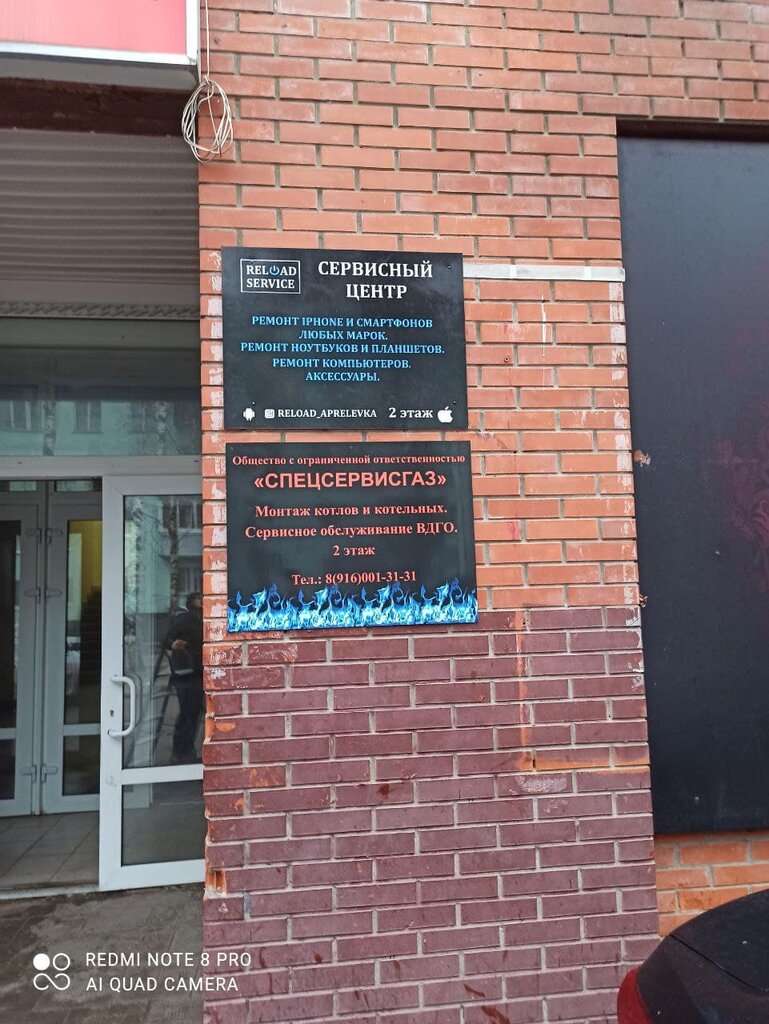 RELOAD
SERVICE
СЕРВИСНЫЙ
ЦЕНТР
РЕМОНТ IPHONE И СМАРТФОНОВ
ЛЮБЫХ МАРОК.
РЕМОНТ НОУТБУКОВ И ПЛАНШЕТОВ.
РЕМОНТ КОМПЬЮТЕРОВ.
АКСЕССУАРЫ.
RELOAD_APRELEVKA 2 этаж
Общество с ограниченной ответственностью
«СПЕЦСЕРВИСГАЗ»
Монтаж котлов и котельных.
Сервисное обслуживание ВДГО.
2 этаж
Тел.: 8(916)001-31-31
REDMI NOTE 8 PRO
AI QUAD CAMERA